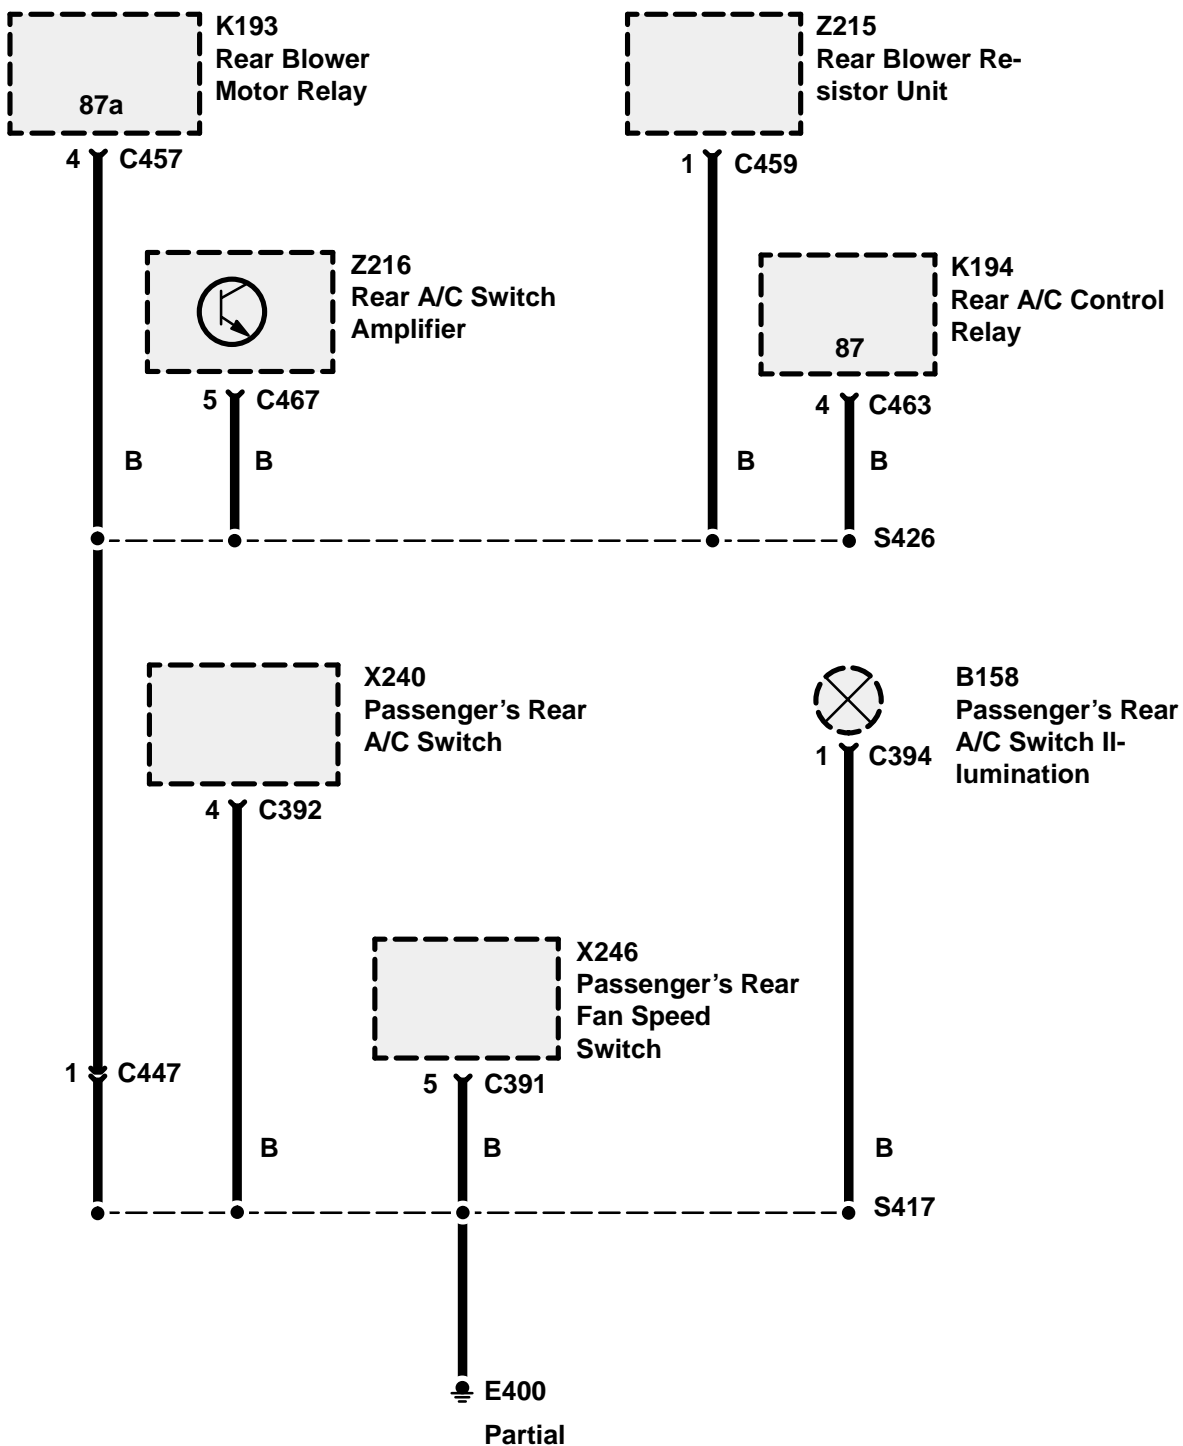 K193
Rear Blower
Motor Relay
87a
4 C457
Z215
Rear Blower Re-
sistor Unit
1 C459
Z216
Rear A/C Switch
Amplifier
5 C467
K194
Rear A/C Control
Relay
87
4 C463
B
B
B
B
S426
X240
Passenger’s Rear
A/C Switch
4 C392
B158
Passenger’s Rear
A/C Switch Il-
lumination
1 C394
X246
Passenger’s Rear
Fan Speed
Switch
5 C391
1 C447
B
B
B
S417
E400
Partial